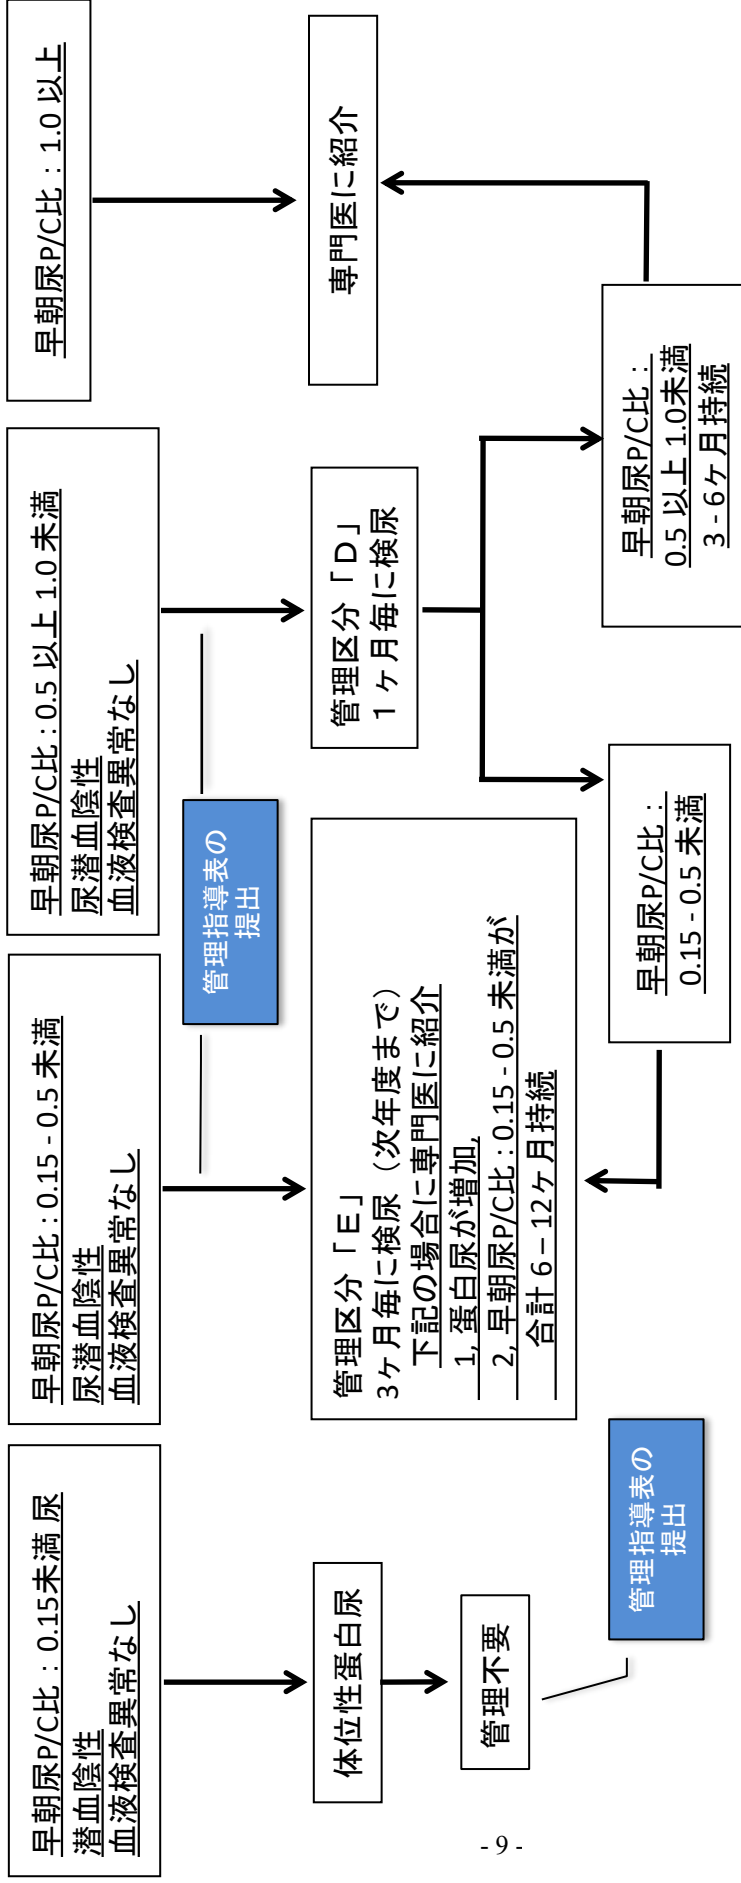 早朝尿P/C比：0.15未満 尿
潜血陰性
血液検査異常なし
早朝尿P/C比：0.15 - 0.5 未満
尿潜血陰性
血液検査異常なし
早朝尿P/C比：0.5 以上 1.0 未満
尿潜血陰性
血液検査異常なし
早朝尿P/C比：1.0 以上
管理指導表の
提出
体位性蛋白尿
管理不要
管理区分「E」
3ケ月毎に検尿（次年度まで）
下記の場合に専門医に紹介
1, 蛋白尿が増加,
2, 早朝尿P/C比：0.15 - 0.5 未満が
合計 6－12ケ月持続
管理区分「D」
１ヶ月毎に検尿
専門医に紹介
管理指導表の
提出
早朝尿P/C比：
0.15 - 0.5 未満
早朝尿P/C比：
0.5 以上 1.0未満
3 - 6ヶ月持続
- 9 -